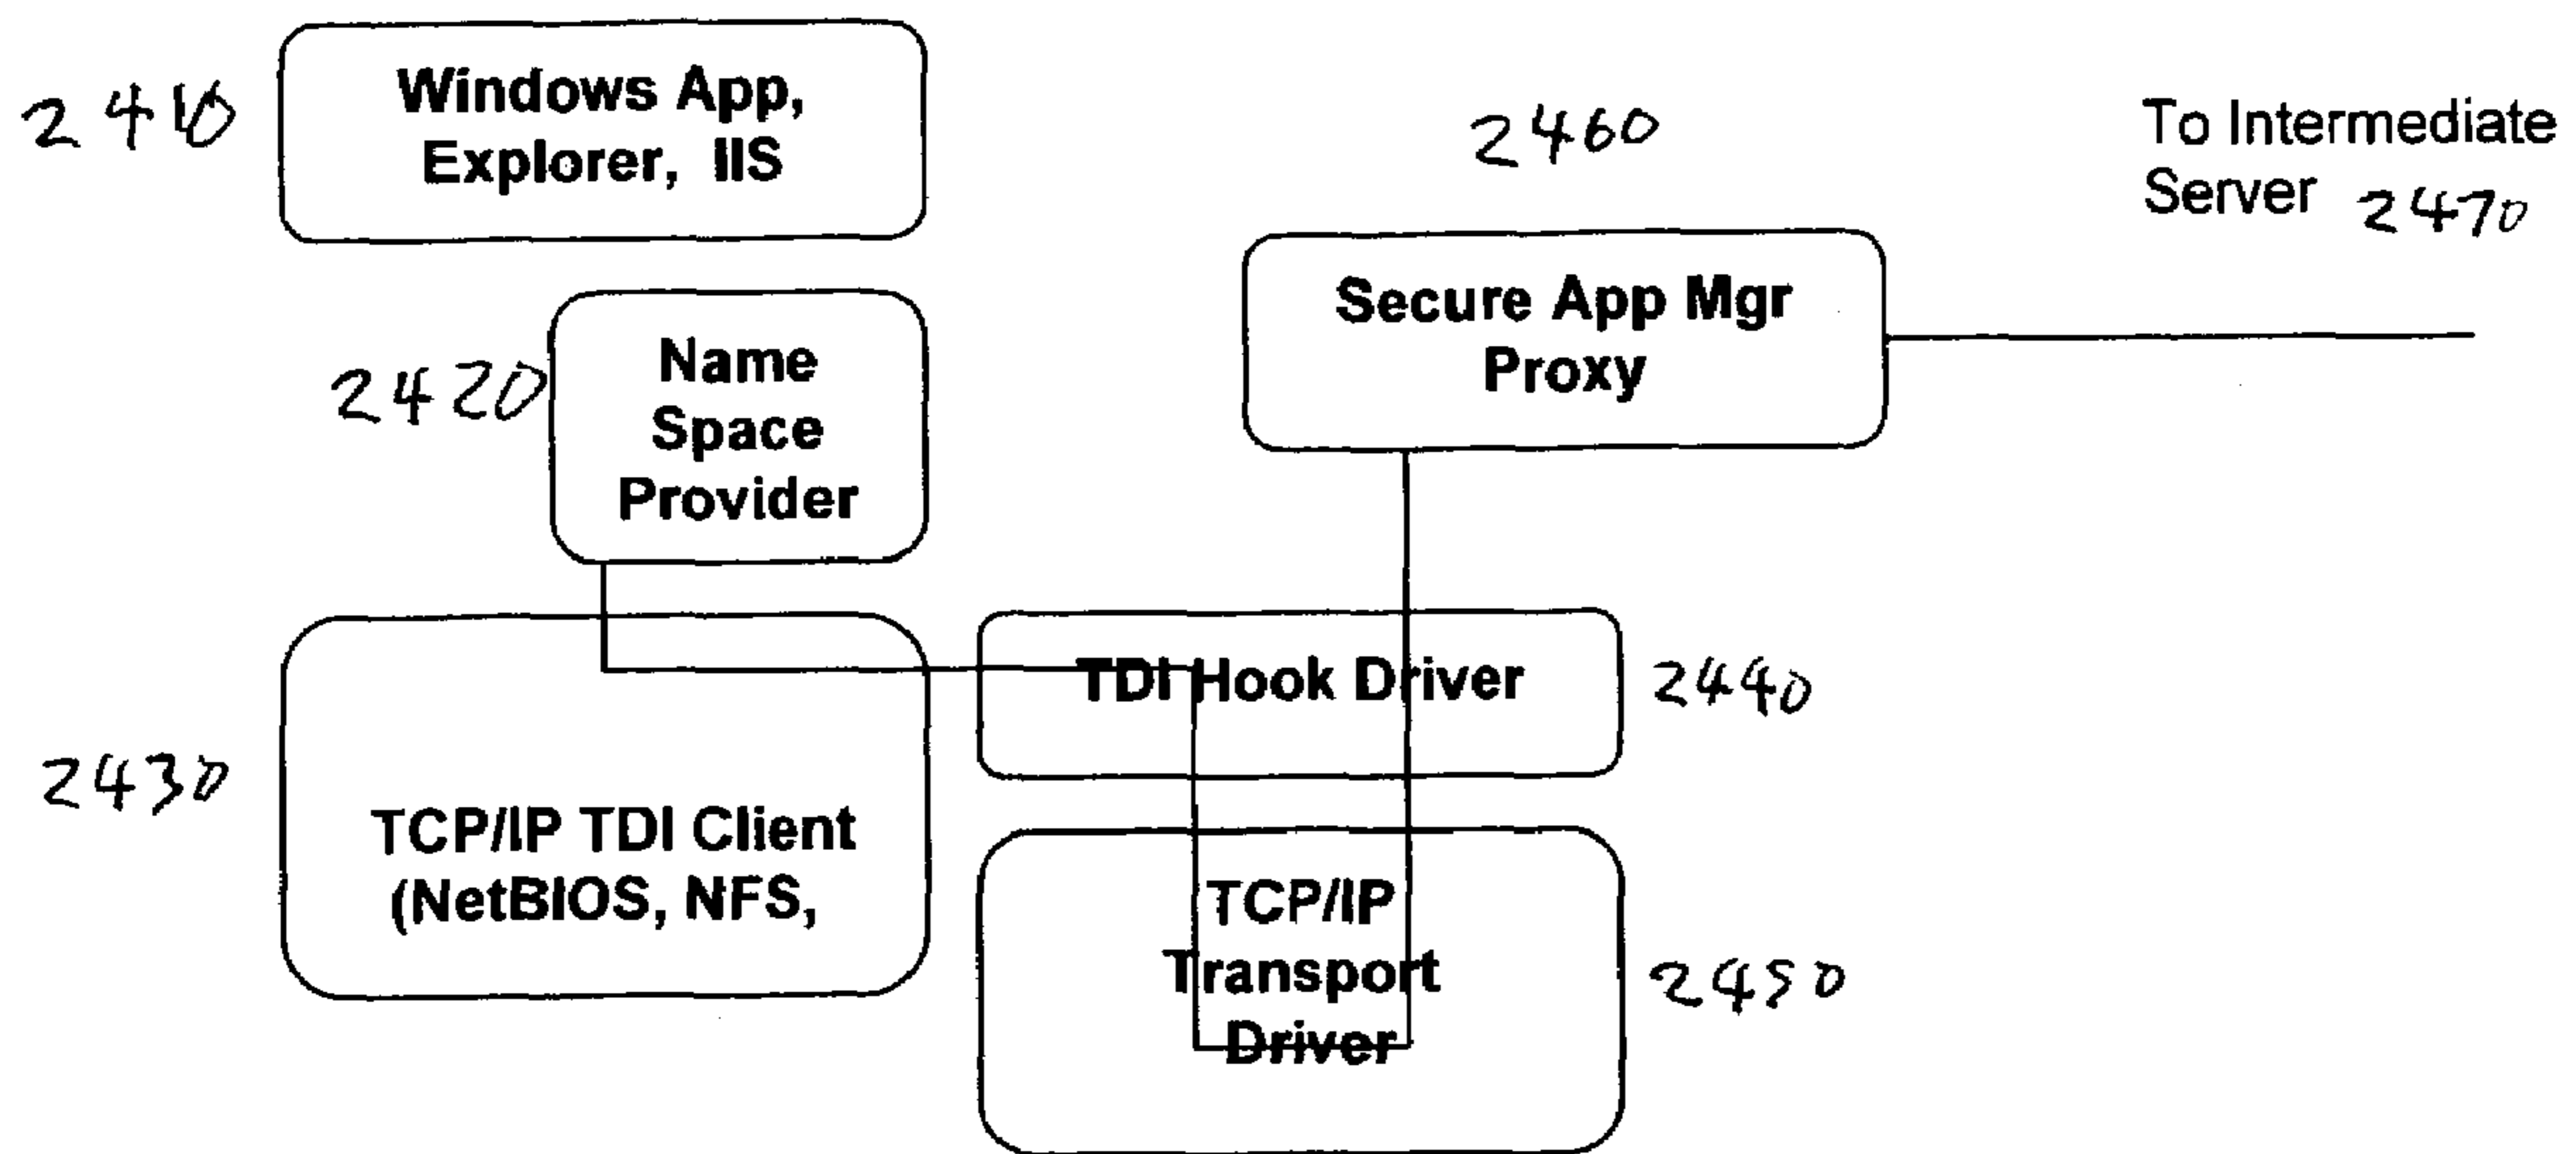 2410
Windows App,
Explorer, IIS
2460
To Intermediate
Server 2470
Secure App Mgr
Proxy
2420
Name
Space
Provider
TDI Hook Driver
2440
2430
TCP/IP TDI Client
(NetBIOS, NFS,
TCP/IP
Transport
Driver
2450